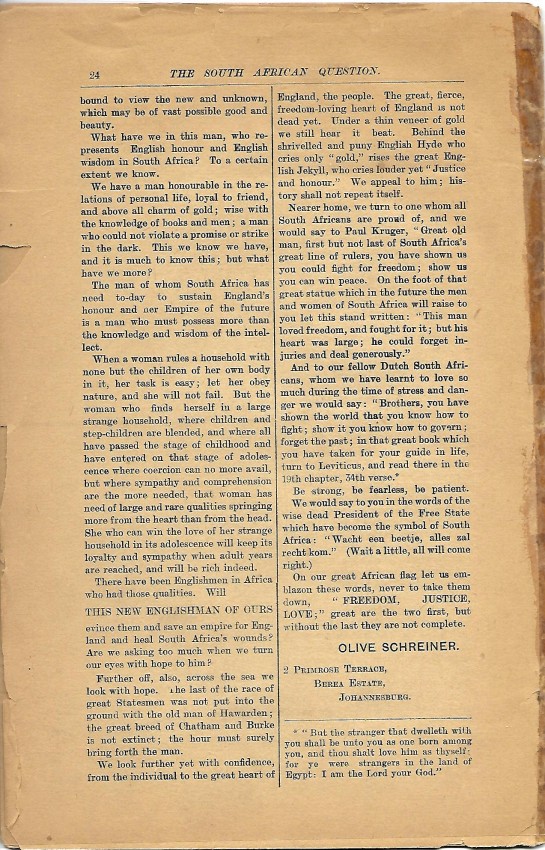 24
THE SOUTH AFRICAN QUESTION.
bound to view the new and unknown,
which may be of vast possible good and
beauty.
What have we in this man, who re-
presents English honour and English
wisdom in South Africa? To a certain
extent we know.
We have a man honourable in the re-
lations of personal life, loyal to friend,
and above all charm of gold; wise with
the knowledge of books and men; a man
who could not violate a promise or strike
in the dark. This we know we have,
and it is much to know this; but what
have we more?
The man of whom South Africa has
need to-day to sustain England's
honour and her Empire of the future
is a man who must possess more than
the knowledge and wisdom of the intel-
lect.
When a woman rules a household with
none but the children of her own body
in it, her task is easy; let her obey
nature, and she will not fail. But the
woman who finds herself in a large
strange household, where children and
step-children are blended, and where all
have passed the stage of childhood and
have entered on that stage of adoles-
cence where coercion can no more avail,
but where sympathy and comprehension
are the more needed, that woman has
need of large and rare qualities springing
more from the heart than from the head.
She who can win the love of her strange
household in its adolescence will keep its
loyalty and sympathy when adult years
are reached, and will be rich indeed.
There have been Englishmen in Africa
who had those qualities. Will
THIS NEW ENGLISHMAN OF OURS
evince them and save an empire for Eng-
land and heal South Africa's wounds?
Are we asking too much when we turn
our eyes with hope to him?
Further off, also, across the sea we
look with hope. The last of the race of
great Statesmen was not put into the
ground with the old man of Hawarden;
the great breed of Chatham and Burke
is not extinct; the hour must surely
bring forth the man.
We look further yet with confidence,
from the individual to the great heart of
England, the people. The great, fierce,
freedom-loving heart of England is not
dead yet. Under a thin veneer of gold
we still hear it beat. Behind the
shrivelled and puny English Hyde who
cries only "gold," rises the great Eng-
lish Jekyll, who cries louder yet "Justice
and honour." We appeal to him; his-
tory shall not repeat itself.
Nearer home, we turn to one whom all
South Africans are proud of, and we
would say to Paul Kruger, "Great old
man, first but not last of South Africa's
great line of rulers, you have shown us
you could fight for freedom; show us
you can win peace. On the foot of that
great statue which in the future the men
and women of South Africa will raise to
you let this stand written: "This man
loved freedom, and fought for it; but his
heart was large; he could forget in-
juries and deal generously."
And to our fellow Dutch South Afri-
cans, whom we have learnt to love so
much during the time of stress and dan-
ger we would say: "Brothers, you have
shown the world that you know how to
fight; show it you know how to govern;
forget the past; in that great book which
you have taken for your guide in life,
turn to Leviticus, and read there in the
19th chapter, 34th verse.*
Be strong, be fearless, be patient.
We would say to you in the words of the
wise dead President of the Free State
which have become the symbol of South
Africa: "Wacht een beetje, alles zal
recht kom." (Wait a little, all will come
right.)
On our great African flag let us em-
blazon these words, never to take them
down, " FREEDOM, JUSTICE,
LOVE;" great are the two first, but
without the last they are not complete.
OLIVE SCHREINER.
2 PRIMROSE TERRACE,
BEREA ESTATE,
JOHANNESBURG.
* " But the stranger that dwelleth with
you shall be unto you as one born among
you, and thou shalt love him as thyself;
for ye were strangers in the land of
Egypt: I am the Lord your God."